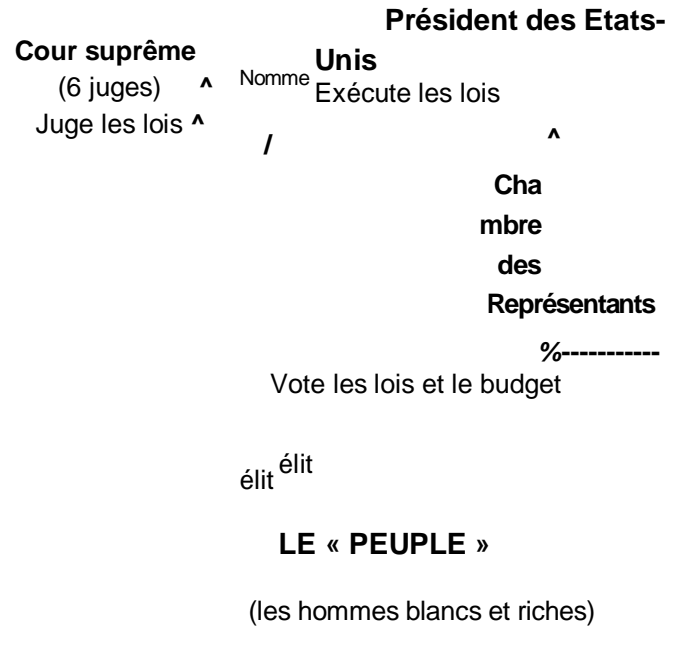 Président des Etats-
Cour suprême
Unis
(6 juges) ^ Nomme Exécute les lois
Juge les lois ^
/ ^
Cha
mbre
des
Représentants
%-----------
Vote les lois et le budget
élit élit
LE « PEUPLE »
(les hommes blancs et riches)